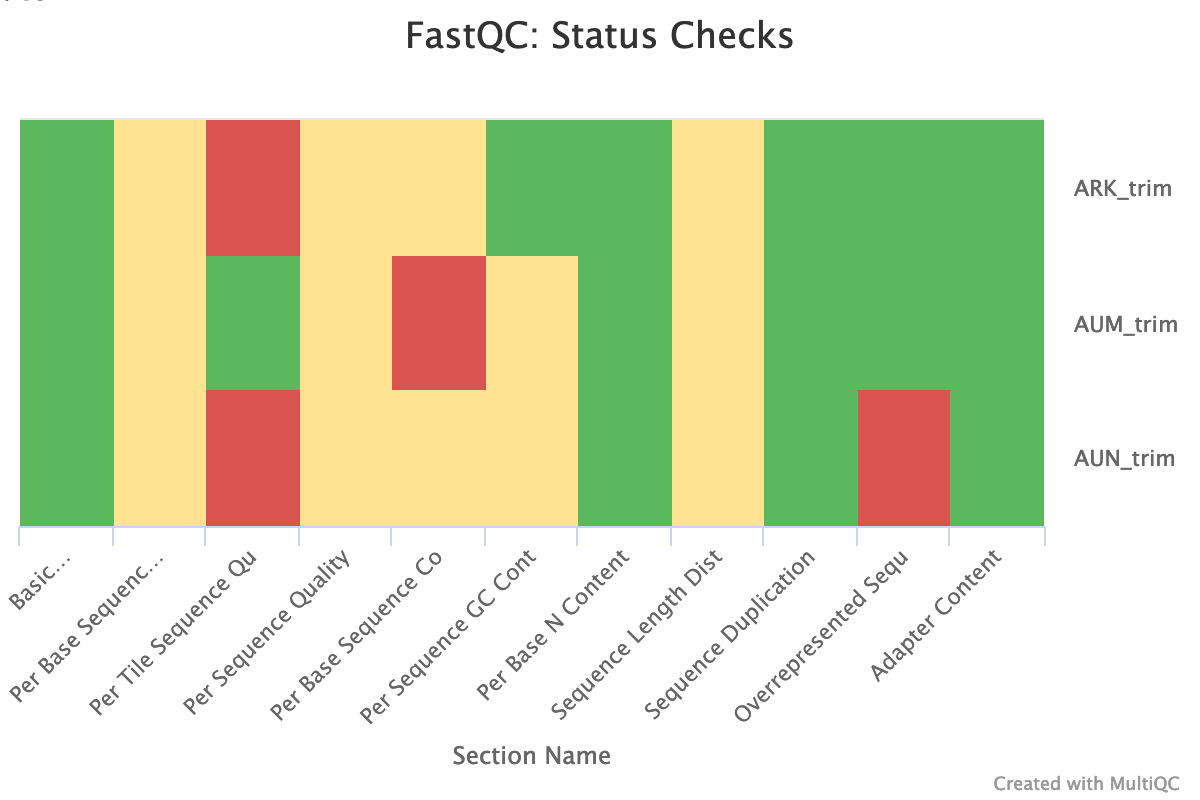 FastQC: Status Checks
ARK_trim
AUM_trim
AUN_trim
Basic...
Per Base Sequenc...
Per Tile Sequence Qu
Per Sequence Quality
Per Base Sequence Co
Per Sequence GC Cont
Per Base N Content
Sequence Length Dist
Sequence Duplication
Overrepresented Sequ
Adapter Content
Section Name
Created with MultiQC